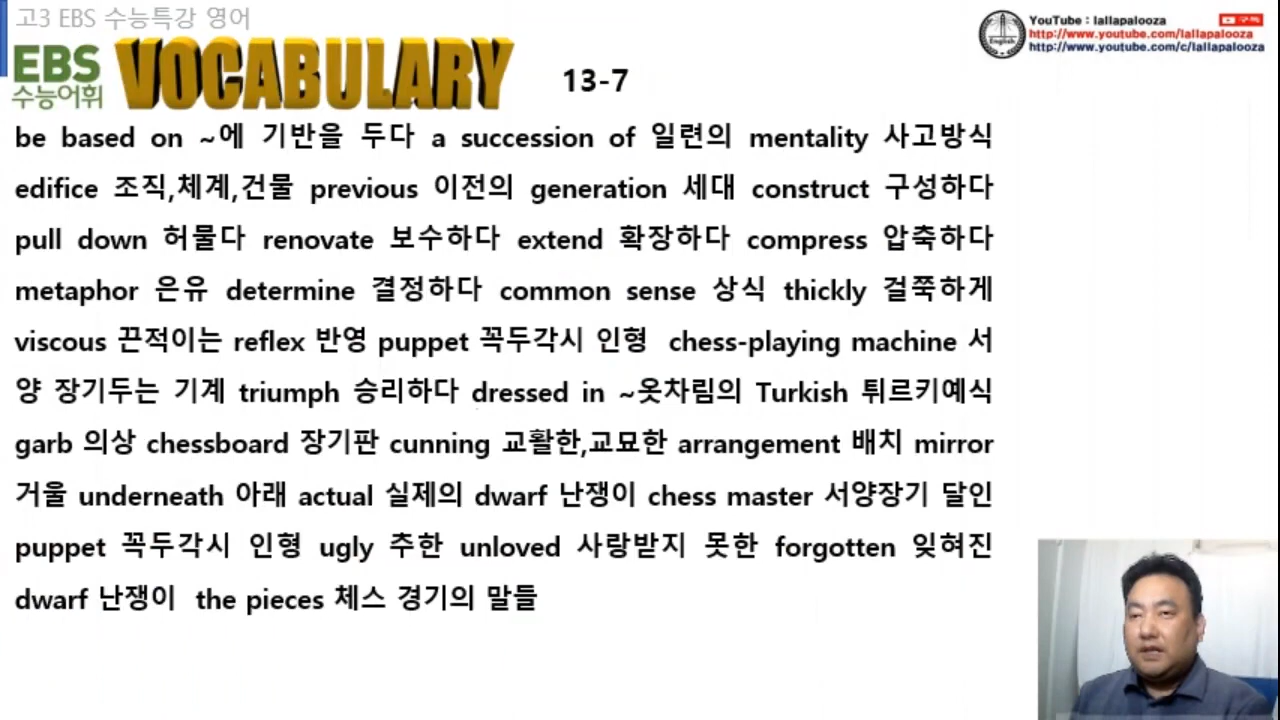 고3 EBS 수능특강 영어
EBS
수능어휘
VOCABULARY
13-7
English
YouTube : lallapalooza
구독
http://www.youtube.com/lallapalooza
http://www.youtube.com/c/lallapalooza
be based on ~에 기반을 두다 a succession of 일련의 mentality 사고방식
edifice 조직,체계,건물 previous 이전의 generation 세대 construct 구성하다
pull down 허물다 renovate 보수하다 extend 확장하다 compress 압축하다
metaphor 은유 determine 결정하다 common sense 상식 thickly 걸쭉하게
viscous 끈적이는 reflex 반영 puppet 꼭두각시 인형 chess-playing machine 서
양 장기두는 기계 triumph 승리하다 dressed in ~옷차림의 Turkish 튀르키예식
garb 의상 chessboard 장기판 cunning 교활한,교묘한 arrangement 배치 mirror
거울 underneath 아래 actual 실제의 dwarf 난쟁이 chess master 서양장기 달인
puppet 꼭두각시 인형 ugly 추한 unloved 사랑받지 못한 forgotten 잊혀진
dwarf 난쟁이 the pieces 체스 경기의 말들